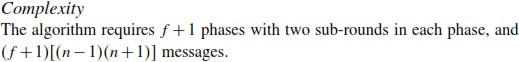 Complexity
The algorithm requires f + 1 phases with two sub-rounds in each phase, and
(f + 1)[(n − 1)(n + 1)] messages.